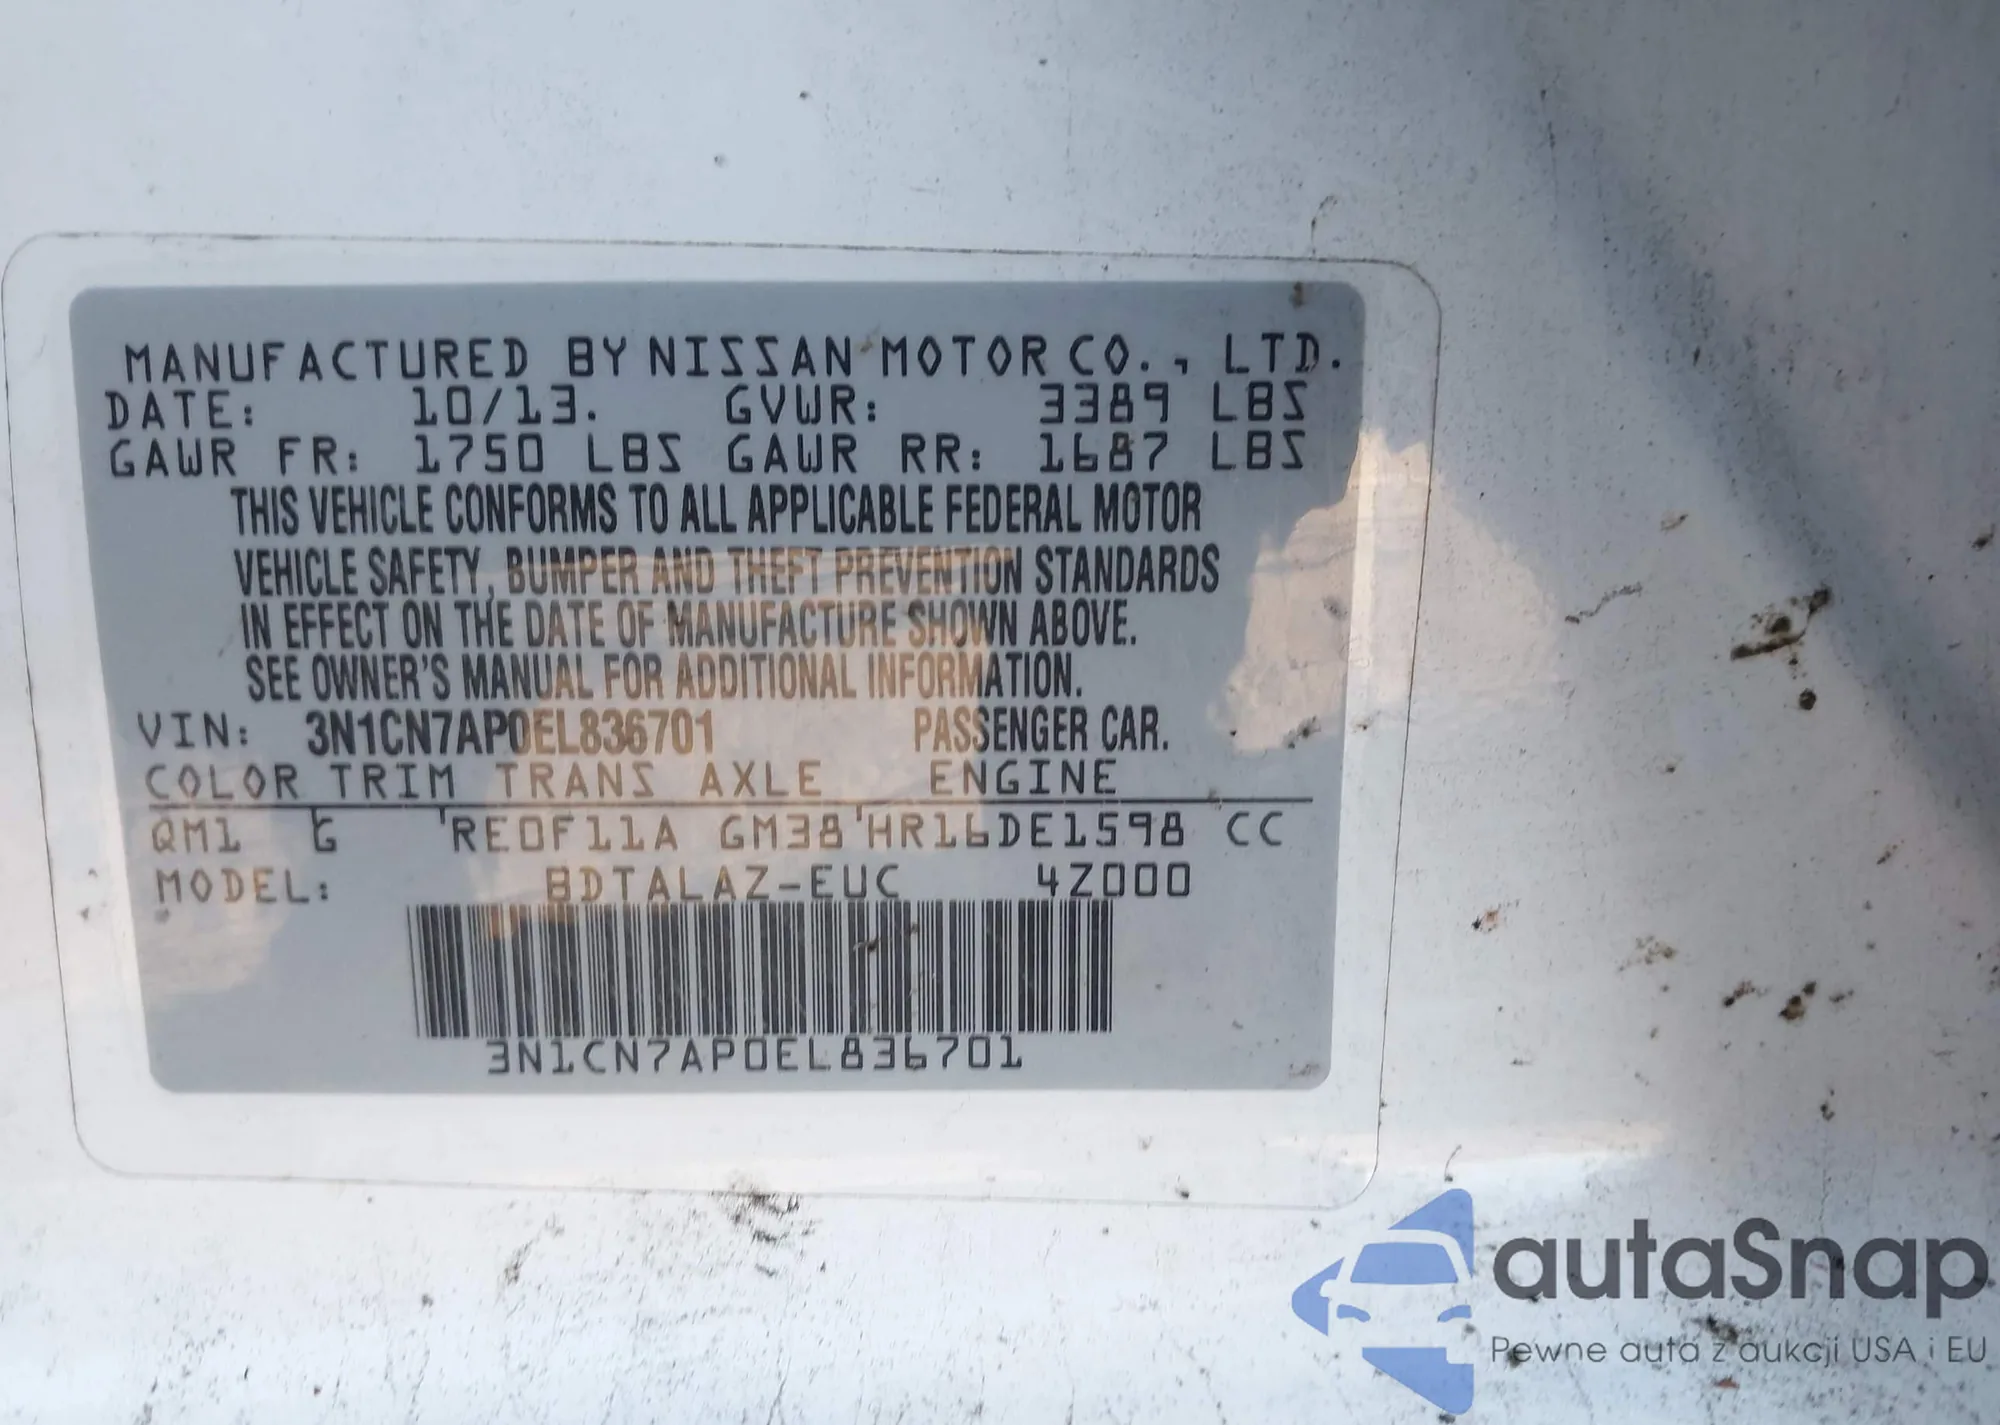 MANUFACTURED BY NISSAN MOTOR CO., LTD.
DATE: 10/13. GVWR: 3389 LBS
GAWR FR: 1750 LBS GAWR RR: 1687 LBS
THIS VEHICLE CONFORMS TO ALL APPLICABLE FEDERAL MOTOR
VEHICLE SAFETY, BUMPER AND THEFT PREVENTION STANDARDS
IN EFFECT ON THE DATE OF MANUFACTURE SHOWN ABOVE.
SEE OWNER'S MANUAL FOR ADDITIONAL INFORMATION.
VIN: 3N1CN7AP0EL836701 PASSENGER CAR.
COLOR TRIM TRANS AXLE ENGINE
QM1 G 'RE0F11A GM38'HR16DE1598 CC
MODEL: BDTALAZ-EUC 4Z000
3N1CN7AP0EL836701
autaSnap
Pewne auta z aukcji USA i EU